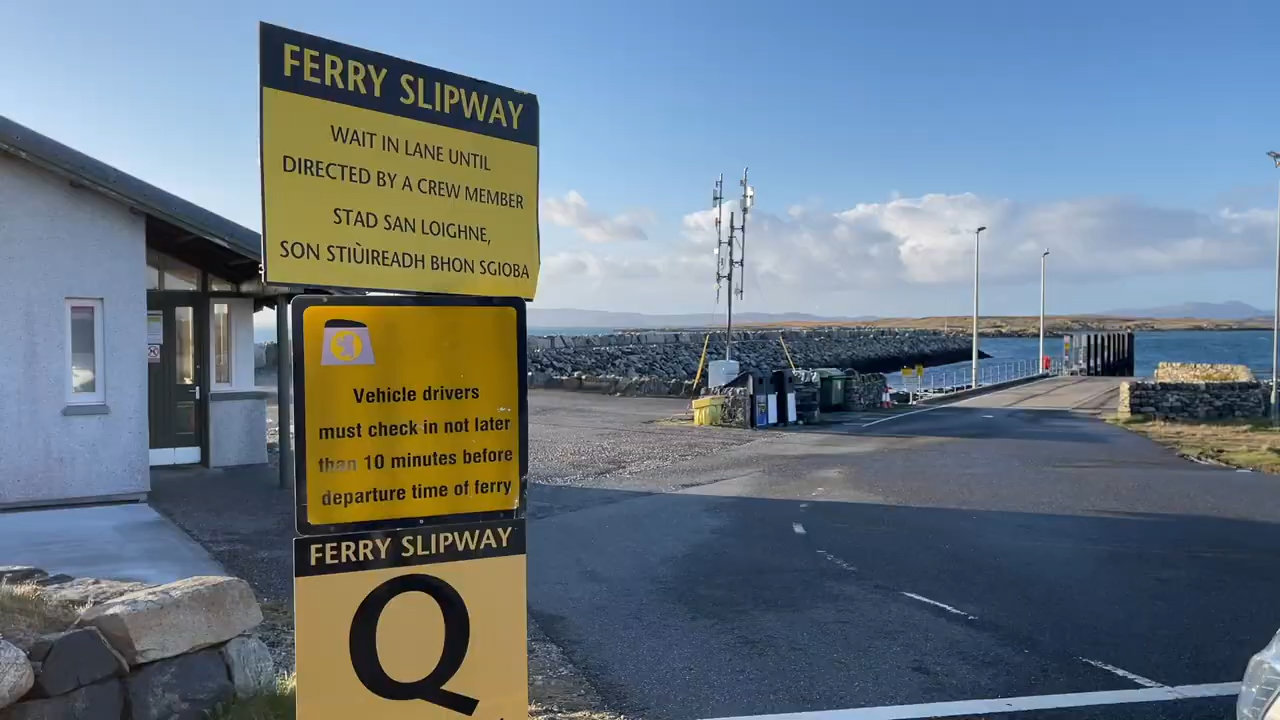 FERRY SLIPWAY
WAIT IN LANE UNTIL
DIRECTED BY A CREW MEMBER
STAD SAN LOIGHNE,
SON STIÙIREADH BHON SGIOBA
Vehicle drivers
must check in not later
than 10 minutes before
departure time of ferry
FERRY SLIPWAY
Q